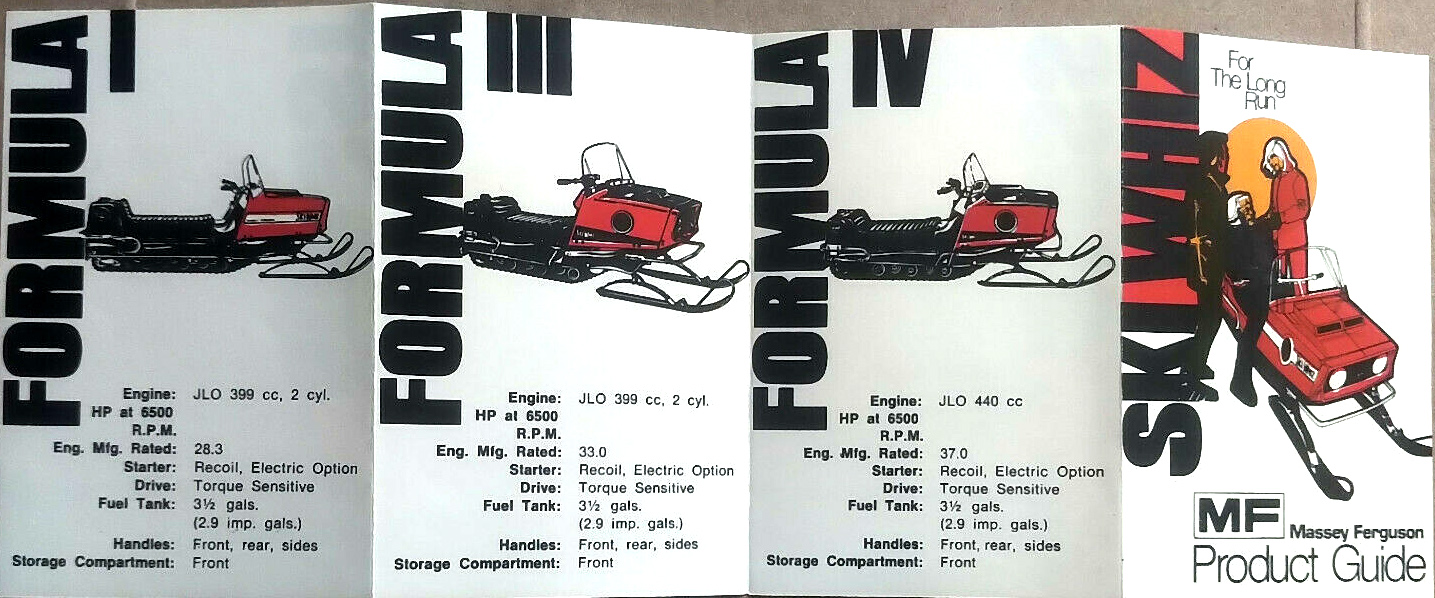 FORMULA I
Engine: JLO 399 cc, 2 cyl.
HP at 6500
R.P.M.
Eng. Mfg. Rated: 28.3
Starter: Recoil, Electric Option
Drive: Torque Sensitive
Fuel Tank: 3½ gals.
(2.9 imp. gals.)
Handles: Front, rear, sides
Storage Compartment: Front
FORMULA III
Engine: JLO 399 cc, 2 cyl.
HP at 6500
R.P.M.
Eng. Mfg. Rated: 33.0
Starter: Recoil, Electric Option
Drive: Torque Sensitive
Fuel Tank: 3½ gals.
(2.9 imp. gals.)
Handles: Front, rear, sides
Storage Compartment: Front
FORMULA IV
Engine: JLO 440 cc
HP at 6500
R.P.M.
Eng. Mfg. Rated: 37.0
Starter: Recoil, Electric Option
Drive: Torque Sensitive
Fuel Tank: 3½ gals.
(2.9 imp. gals.)
Handles: Front, rear, sides
Storage Compartment: Front
SKI WHIZ
For
The Long
Run
MF Massey Ferguson
Product Guide